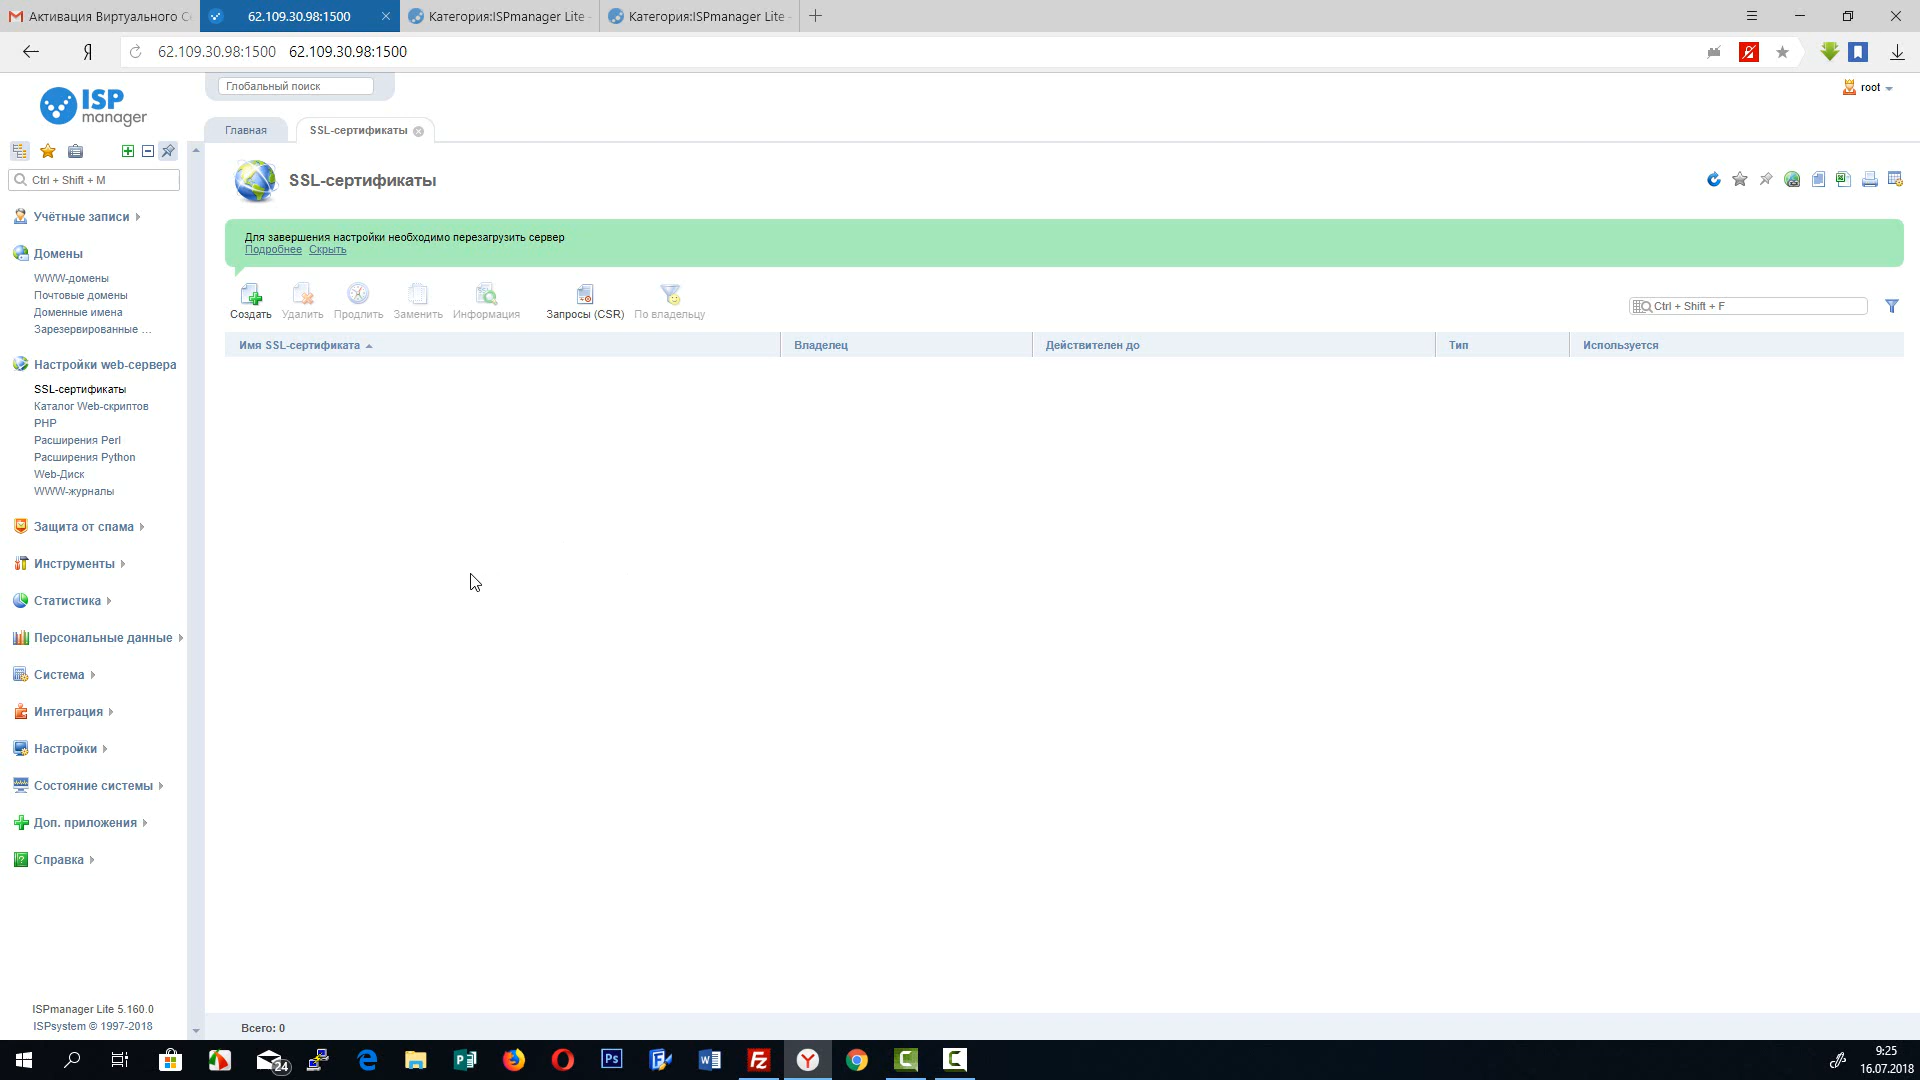 Активация Виртуального С
62.109.30.98:1500
Категория:ISPmanager Lite -
Категория:ISPmanager Lite -
62.109.30.98:1500 62.109.30.98:1500
ISP
manager
Глобальный поиск
root
Главная
SSL-сертификаты
Ctrl + Shift + M
SSL-сертификаты
Учётные записи
Для завершения настройки необходимо перезагрузить сервер
Подробнее Скрыть
Домены
WWW-домены
Почтовые домены
Доменные имена
Зарезервированные ...
Создать
Удалить
Продлить
Заменить
Информация
Запросы (CSR)
По владельцу
Ctrl + Shift + F
Имя SSL-сертификата
Владелец
Действителен до
Тип
Используется
Настройки web-сервера
SSL-сертификаты
Каталог Web-скриптов
PHP
Расширения Perl
Расширения Python
Web-Диск
WWW-журналы
Защита от спама
Инструменты
Статистика
Персональные данные
Система
Интеграция
Настройки
Состояние системы
Доп. приложения
Справка
ISPmanager Lite 5.160.0
ISPsystem © 1997-2018
Всего: 0
24
Ps
9:25
16.07.2018